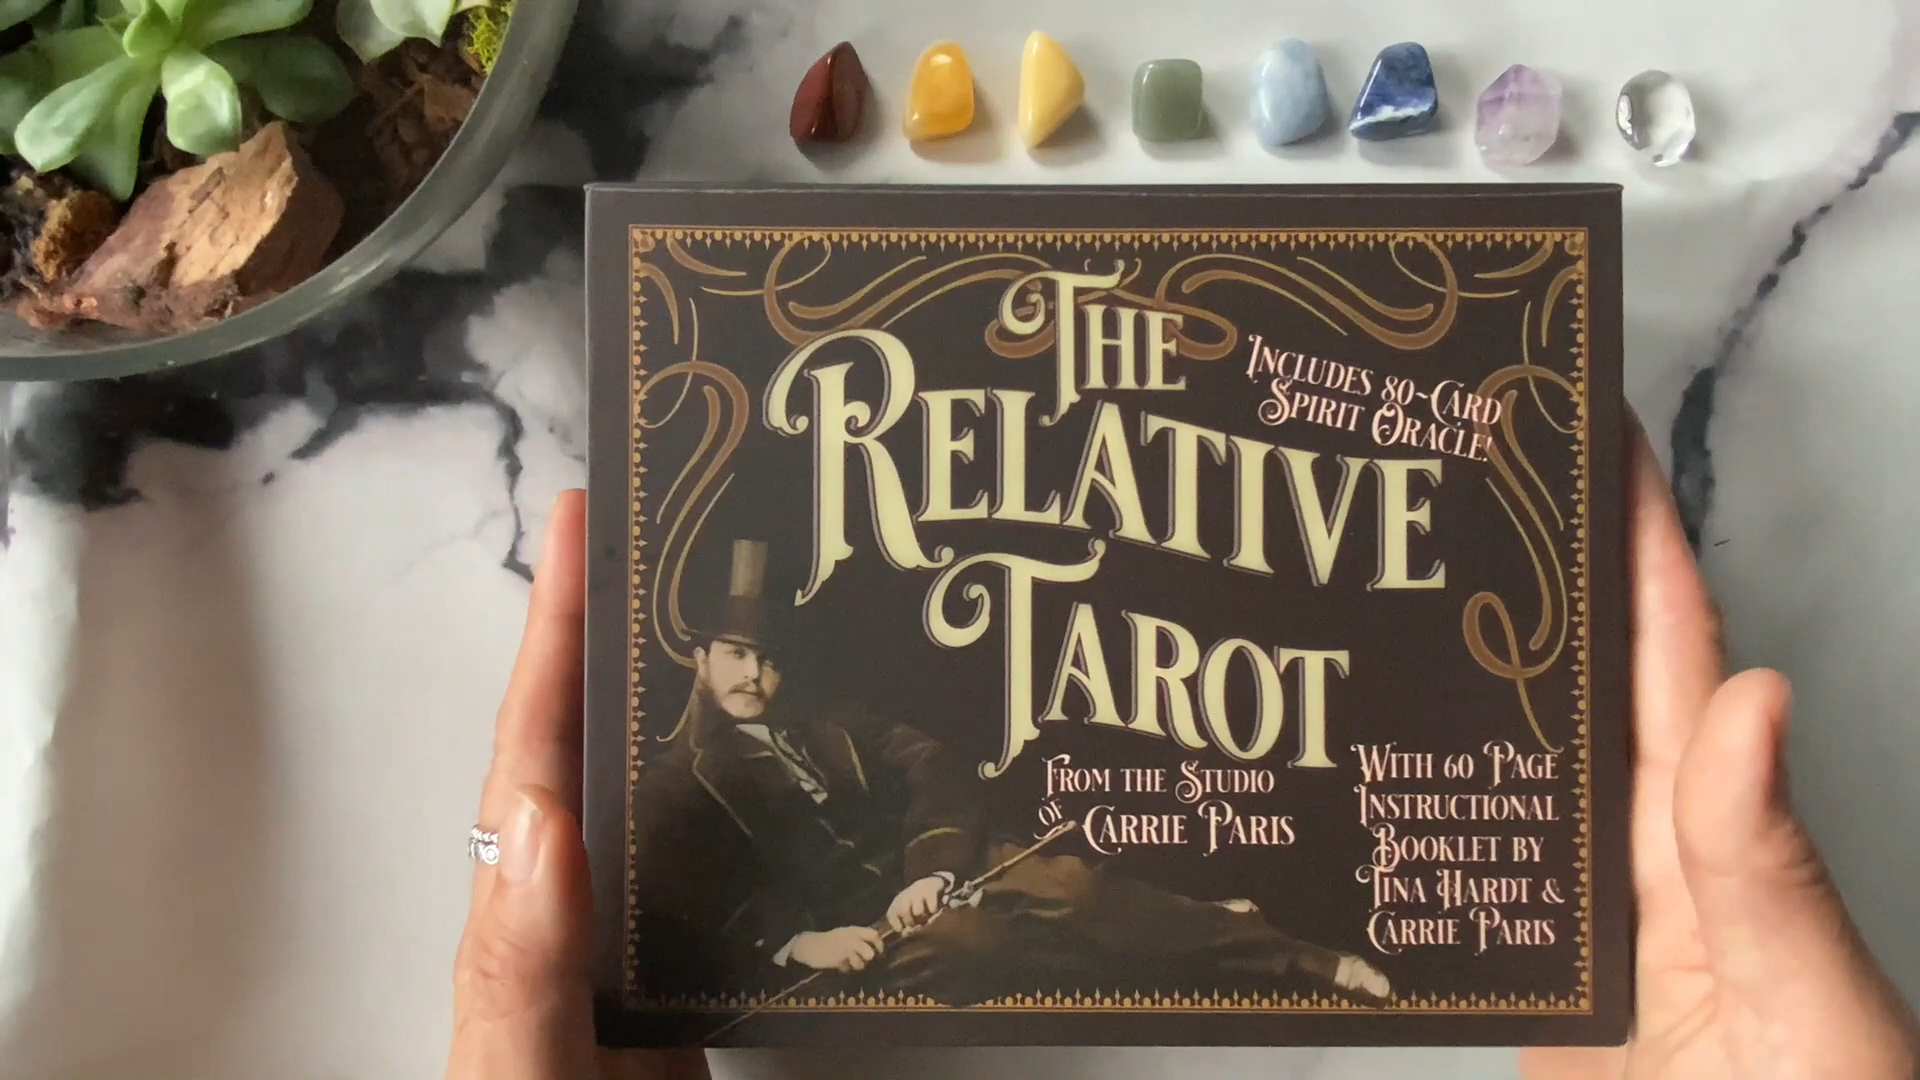 The
Relative
Tarot
Includes 80~Card
Spirit Oracle!
From the Studio
of Carrie Paris
With 60 Page
Instructional
Booklet by
Tina Hardt &
Carrie Paris